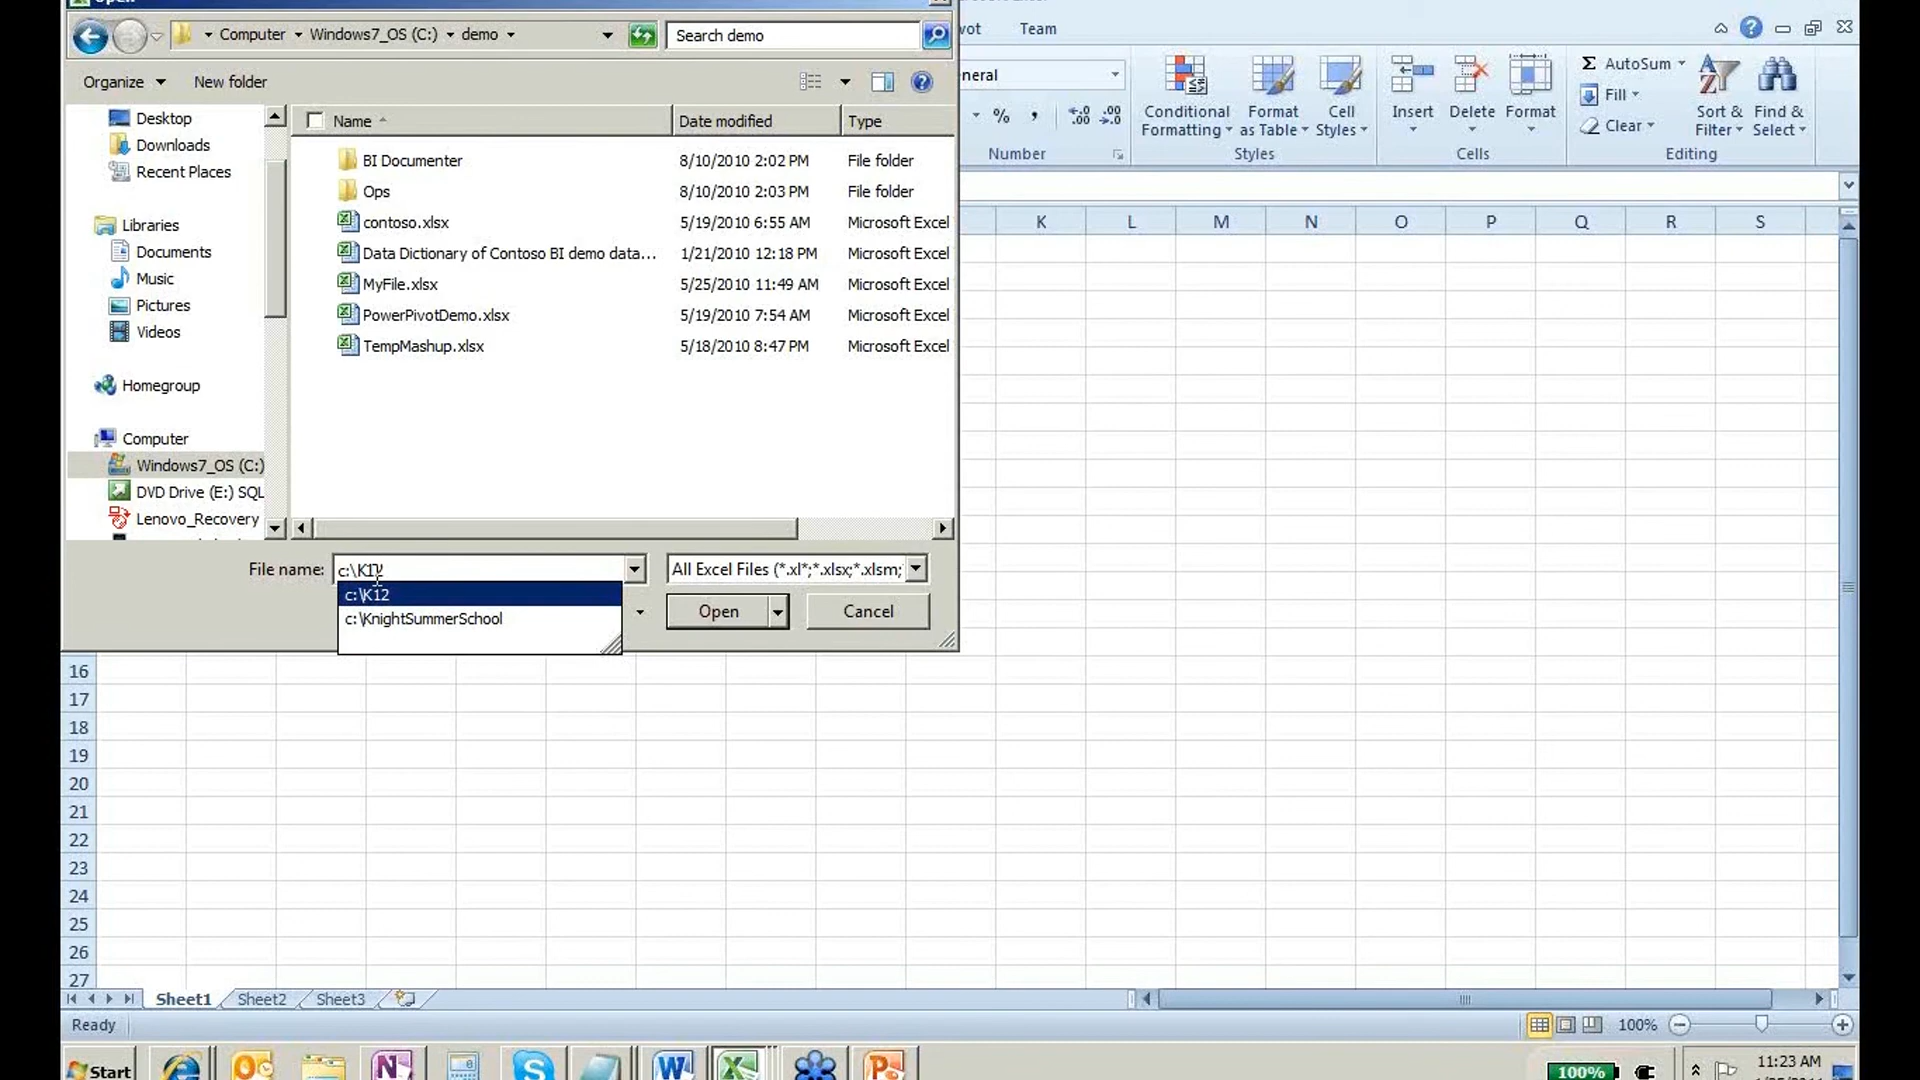 Open
Computer Windows7_OS (C:) demo Search demo
Organize New folder
Desktop
Downloads
Recent Places
Libraries
Documents
Music
Pictures
Videos
Homegroup
Computer
Windows7_OS (C:)
DVD Drive (E:) SQL
Lenovo_Recovery
Name Date modified Type
BI Documenter 8/10/2010 2:02 PM File folder
Ops 8/10/2010 2:03 PM File folder
contoso.xlsx 5/19/2010 6:55 AM Microsoft Excel
Data Dictionary of Contoso BI demo data... 1/21/2010 12:18 PM Microsoft Excel
MyFile.xlsx 5/25/2010 11:49 AM Microsoft Excel
PowerPivotDemo.xlsx 5/19/2010 7:54 AM Microsoft Excel
TempMashup.xlsx 5/18/2010 8:47 PM Microsoft Excel
File name: c:\K12 All Excel Files (*.xl*;*.xlsx;*.xlsm;
c:\K12
c:\KnightSummerSchool
Open Cancel
vot Team
neral
% , .00
Conditional Formatting
Format as Table
Cell Styles
Insert
Delete
Format
Σ AutoSum
Fill
Clear
Sort & Filter
Find & Select
Number Styles Cells Editing
K L M N O P Q R S
16
17
18
19
20
21
22
23
24
25
26
27
Sheet1 Sheet2 Sheet3
Ready 100%
Start 100% 11:23 AM